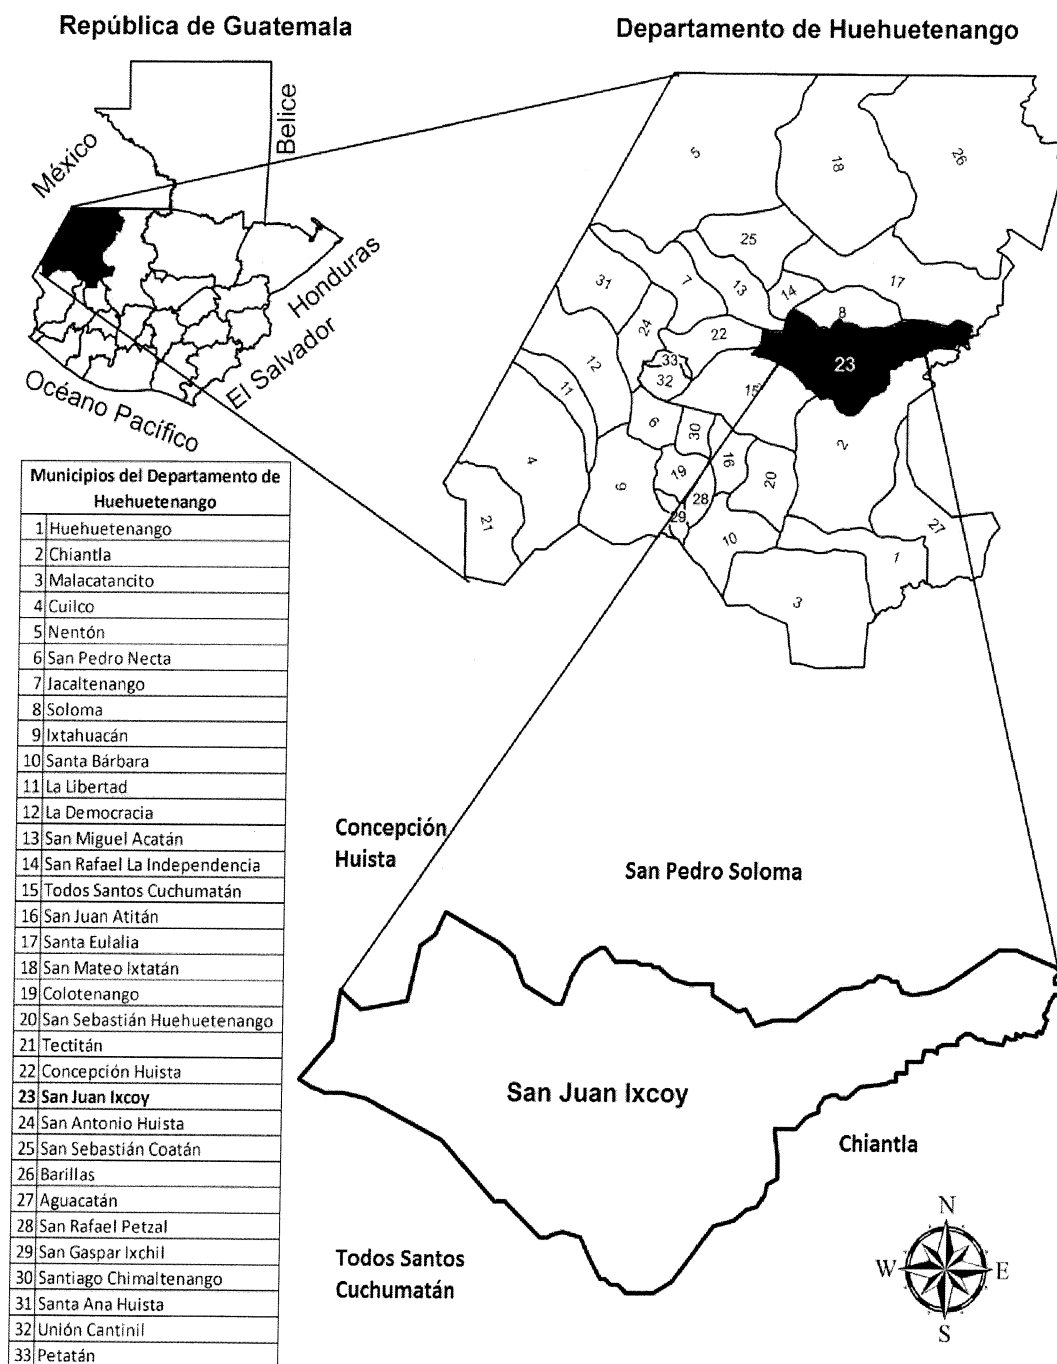 República de Guatemala
Departamento de Huehuetenango
México
Belice
Honduras
El Salvador
Océano Pacífico
5
18
26
25
17
31
7
13
14
8
24
22
23
12
33
32
15
11
6
30
2
4
9
19
16
20
28
21
29
10
27
1
3
Municipios del Departamento de
Huehuetenango
1 Huehuetenango
2 Chiantla
3 Malacatancito
4 Cuilco
5 Nentón
6 San Pedro Necta
7 Jacaltenango
8 Soloma
9 Ixtahuacán
10 Santa Bárbara
11 La Libertad
12 La Democracia
13 San Miguel Acatán
14 San Rafael La Independencia
15 Todos Santos Cuchumatán
16 San Juan Atitán
17 Santa Eulalia
18 San Mateo Ixtatán
19 Colotenango
20 San Sebastián Huehuetenango
21 Tectitán
22 Concepción Huista
23 San Juan Ixcoy
24 San Antonio Huista
25 San Sebastián Coatán
26 Barillas
27 Aguacatán
28 San Rafael Petzal
29 San Gaspar Ixchil
30 Santiago Chimaltenango
31 Santa Ana Huista
32 Unión Cantinil
33 Petatán
Concepción
Huista
San Pedro Soloma
San Juan Ixcoy
Chiantla
Todos Santos
Cuchumatán
N
W
E
S